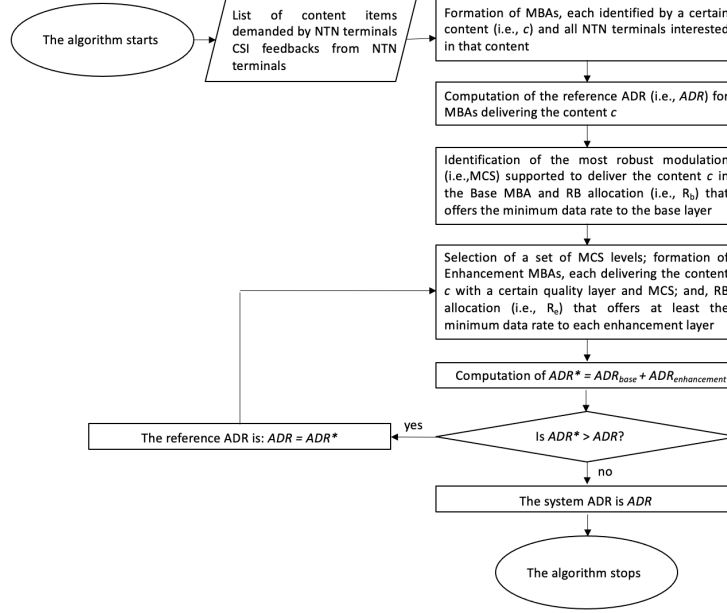 The algorithm starts
List of content items
demanded by NTN terminals
CSI feedbacks from NTN
terminals
Formation of MBAs, each identified by a certain
content (i.e., c) and all NTN terminals interested
in that content
Computation of the reference ADR (i.e., ADR) for
MBAs delivering the content c
Identification of the most robust modulation
(i.e.,MCS) supported to deliver the content c in
the Base MBA and RB allocation (i.e., Rb) that
offers the minimum data rate to the base layer
Selection of a set of MCS levels; formation of
Enhancement MBAs, each delivering the content
c with a certain quality layer and MCS; and, RB
allocation (i.e., Re) that offers at least the
minimum data rate to each enhancement layer
Computation of ADR* = ADRbase + ADRenhancement
Is ADR* > ADR?
yes
The reference ADR is: ADR = ADR*
no
The system ADR is ADR
The algorithm stops